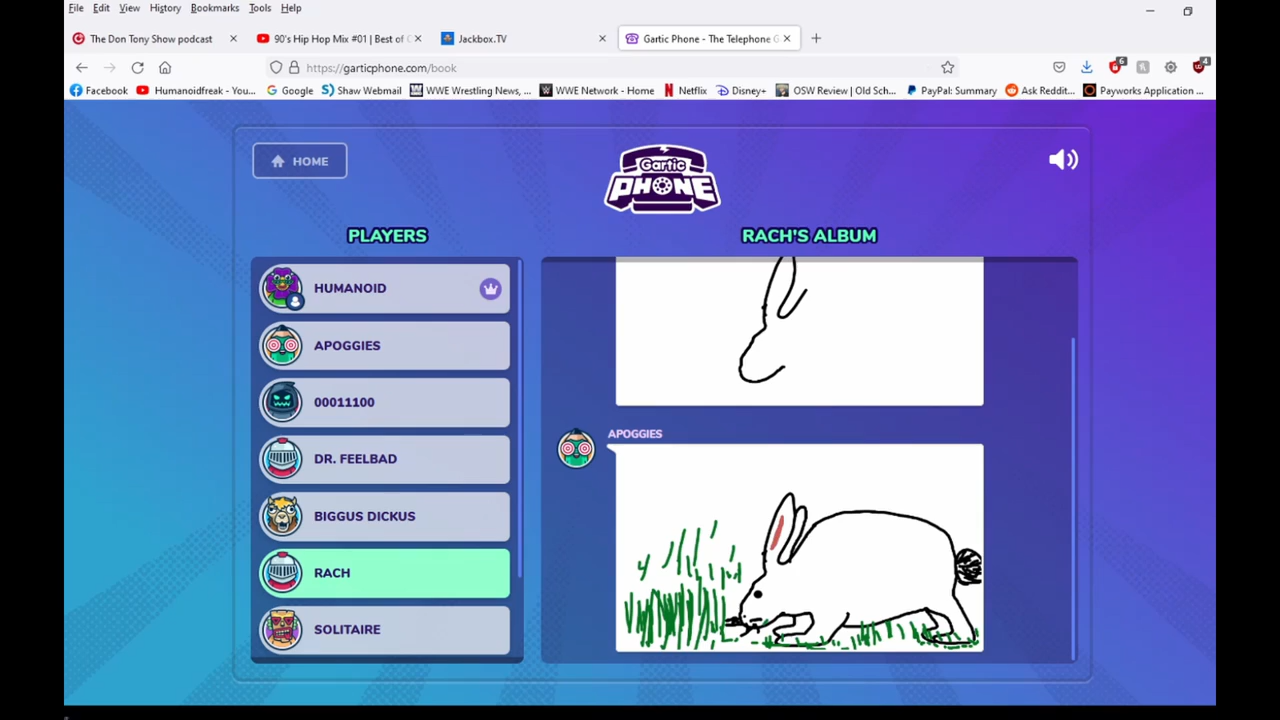 File Edit View History Bookmarks Tools Help
The Don Tony Show podcast 90's Hip Hop Mix #01 | Best of Jackbox.TV Gartic Phone - The Telephone G
https://garticphone.com/book 6 4
Facebook Humanoidfreak - You... Google Shaw Webmail WWE Wrestling News, ... WWE Network - Home Netflix Disney+ OSW Review | Old Sch... PayPal: Summary Ask Reddit... Payworks Application ...
HOME
Gartic
PHONE
PLAYERS
RACH'S ALBUM
HUMANOID
APOGGIES
00011100
DR. FEELBAD
BIGGUS DICKUS
RACH
SOLITAIRE
APOGGIES